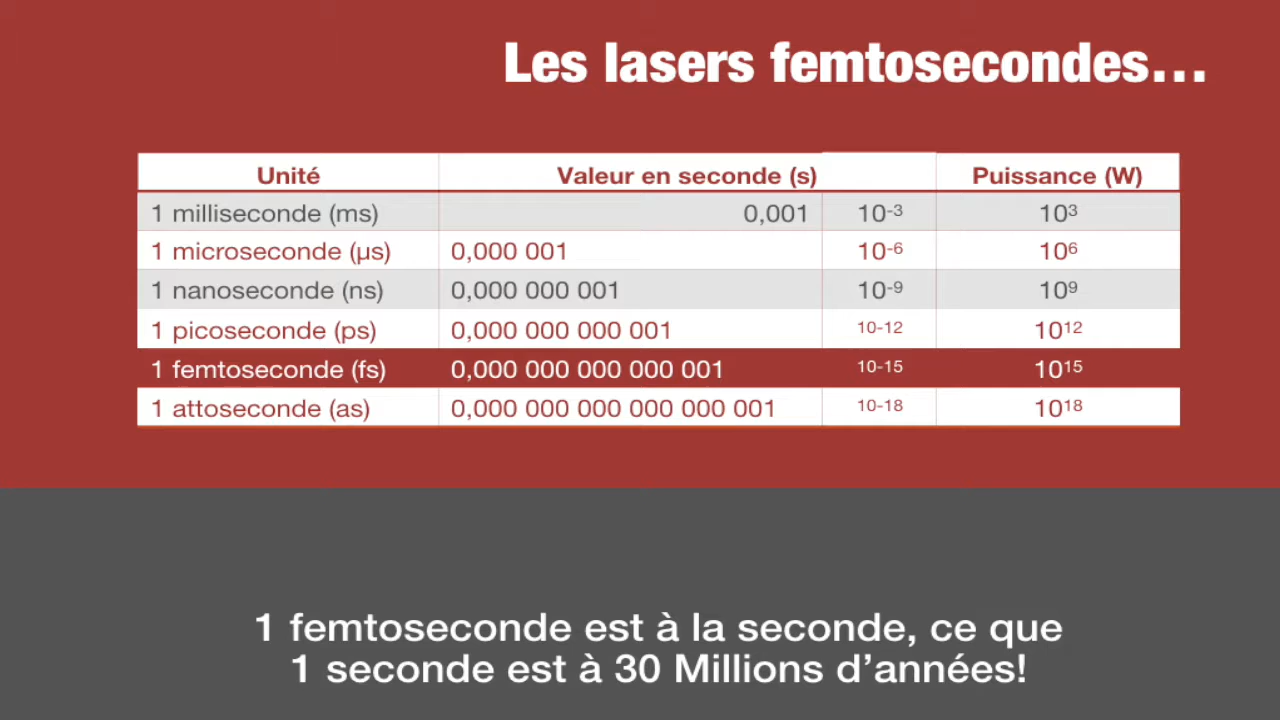 Les lasers femtosecondes…
Unité Valeur en seconde (s) Puissance (W)
1 milliseconde (ms) 0,001 10-3 10³
1 microseconde (µs) 0,000 001 10-6 10⁶
1 nanoseconde (ns) 0,000 000 001 10-9 10⁹
1 picoseconde (ps) 0,000 000 000 001 10-12 10¹²
1 femtoseconde (fs) 0,000 000 000 000 001 10-15 10¹⁵
1 attoseconde (as) 0,000 000 000 000 000 001 10-18 10¹⁸
1 femtoseconde est à la seconde, ce que
1 seconde est à 30 Millions d’années!